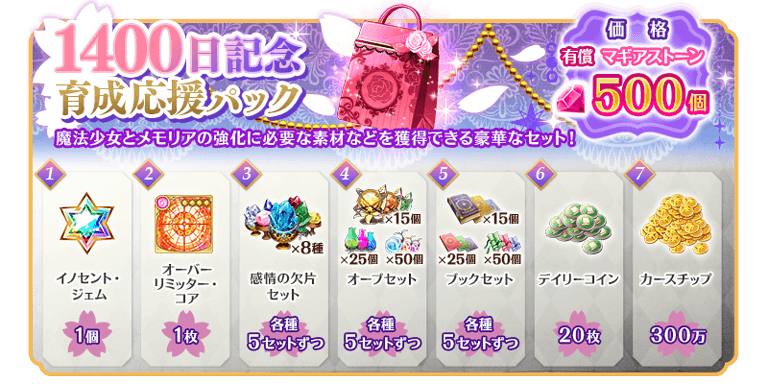 1400日記念
育成応援パック
価格
有償 マギアストーン
500個
魔法少女とメモリアの強化に必要な素材などを獲得できる豪華なセット!
1
イノセント・
ジェム
1個
2
オーバー
リミッター・
コア
1枚
3
×8種
感情の欠片
セット
各種
5セットずつ
4
×15個
×25個 ×50個
オーブセット
各種
5セットずつ
5
×15個
×25個 ×50個
ブックセット
各種
5セットずつ
6
デイリーコイン
20枚
7
カースチップ
300万